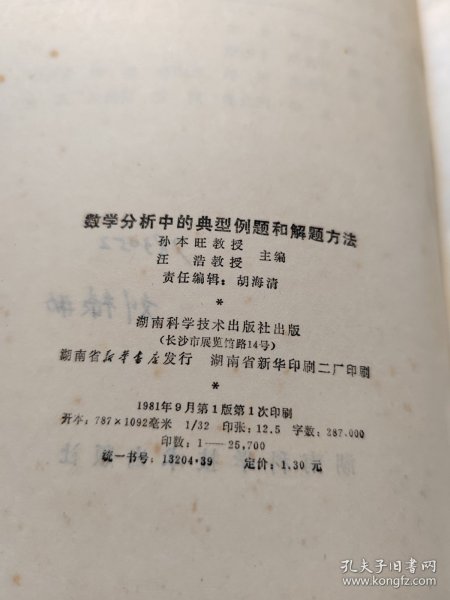 数学分析中的典型例题和解题方法
孙本旺教授
汪 浩教授
主编
责任编辑：胡海清
*
湖南科学技术出版社出版
(长沙市展览馆路14号)
湖南省新华书店发行 湖南省新华印刷二厂印刷
*
1981年9月第1版第1次印刷
开本：787×1092毫米 1/32 印张：12.5 字数：287.000
印数：1—25,700
统一书号：13204·39 定价：1.30 元
孔夫子旧书网
www.kongfz.com